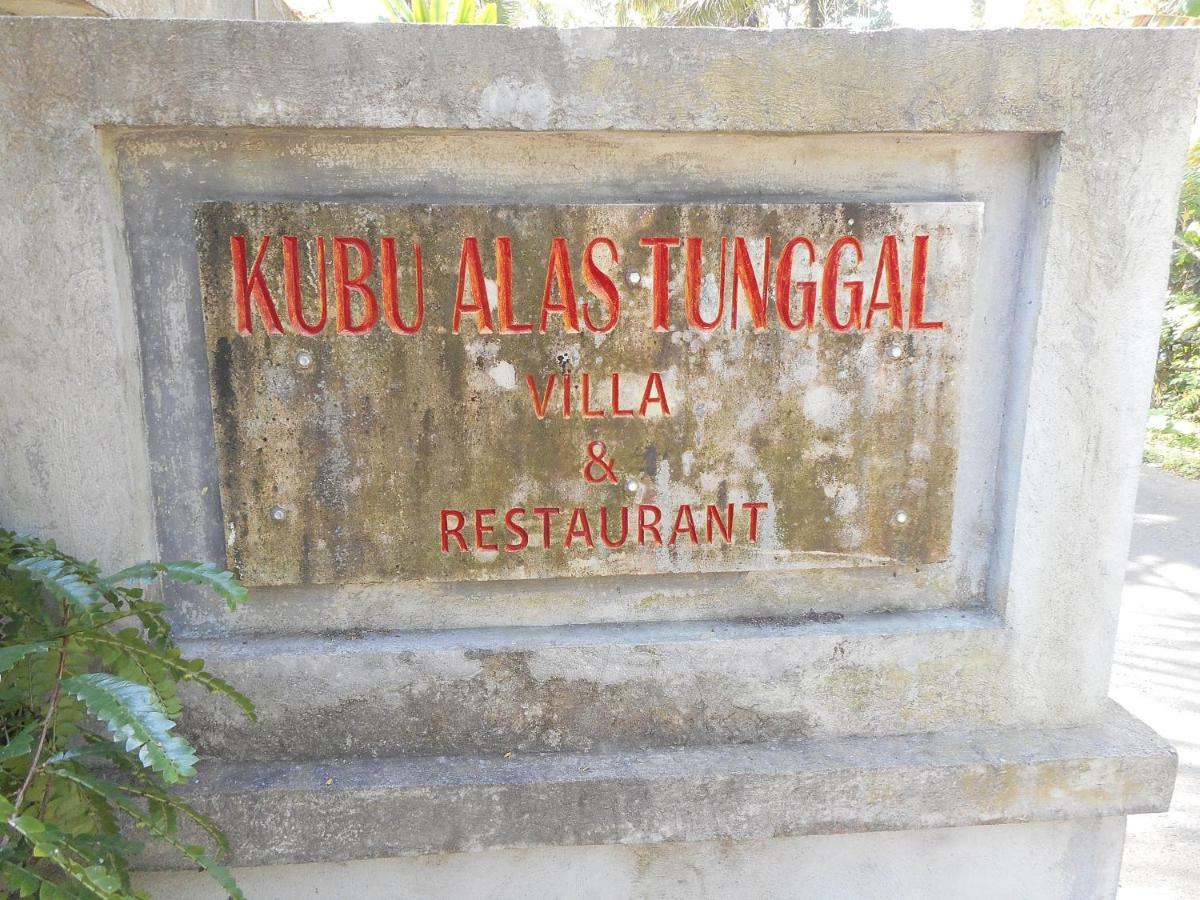 KUBU ALAS TUNGGAL
VILLA
&
RESTAURANT